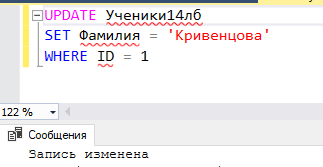 UPDATE Ученики14лб
SET Фамилия = 'Кривенцова'
WHERE ID = 1
122 %
Сообщения
Запись изменена